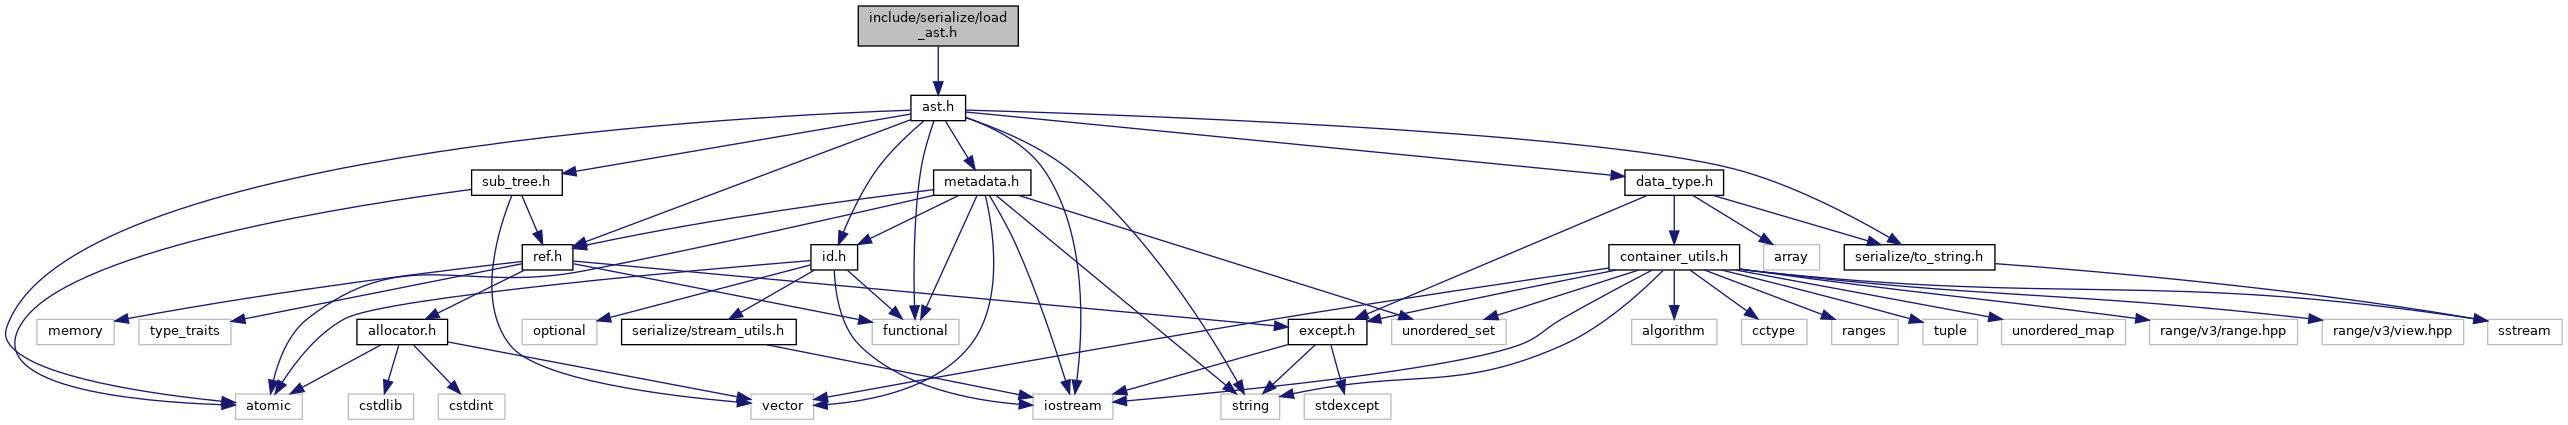 include/serialize/load
_ast.h
ast.h
sub_tree.h
metadata.h
data_type.h
ref.h
id.h
container_utils.h
array
serialize/to_string.h
memory
type_traits
allocator.h
optional
serialize/stream_utils.h
functional
except.h
unordered_set
algorithm
cctype
ranges
tuple
unordered_map
range/v3/range.hpp
range/v3/view.hpp
sstream
atomic
cstdlib
cstdint
vector
iostream
string
stdexcept